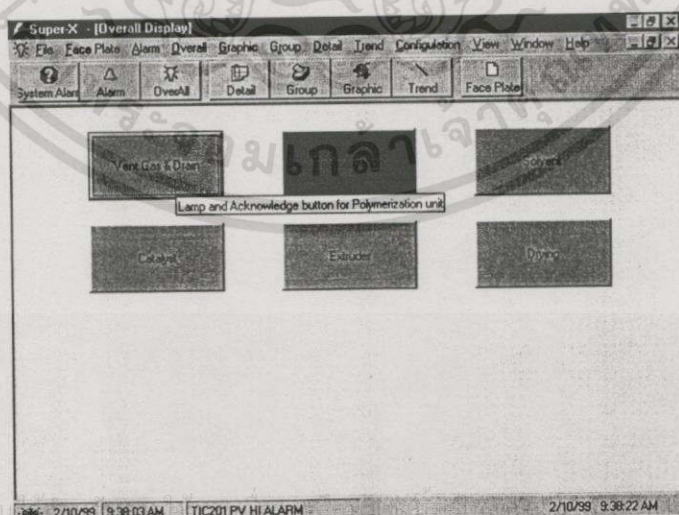 Super-X - [Overall Display]
File Face Plate Alarm Overall Graphic Group Detail Trend Configulation View Window Help
System Alarm Alarm OverAll Detail Group Graphic Trend Face Plate
Vent Gas & Drain Solvent
Lamp and Acknowledge button for Polymerization unit
Catalyst Extruder Drying
2/10/99 9:38:03 AM TIC201 PV HI ALARM 2/10/99 9:38:22 AM